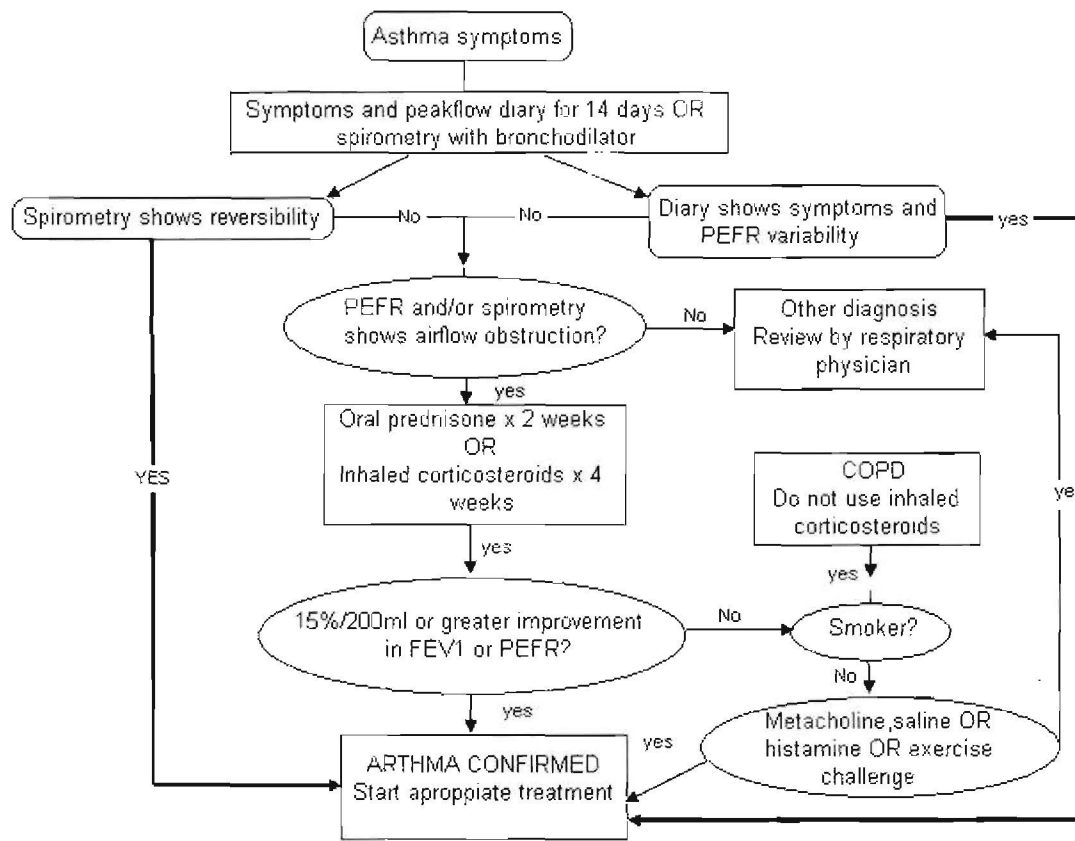 Asthma symptoms
Symptoms and peakflow diary for 14 days OR
spirometry with bronchodilator
Spirometry shows reversibility
No
No
Diary shows symptoms and
PEFR variability
yes
PEFR and/or spirometry
shows airflow obstruction?
No
Other diagnosis
Review by respiratory
physician
yes
Oral prednisone x 2 weeks
OR
Inhaled corticosteroids x 4
weeks
YES
COPD
Do not use inhaled
corticosteroids
yes
yes
yes
15%/200ml or greater improvement
in FEV1 or PEFR?
No
Smoker?
No
yes
Metacholine,saline OR
histamine OR exercise
challenge
yes
ARTHMA CONFIRMED
Start aproppiate treatment